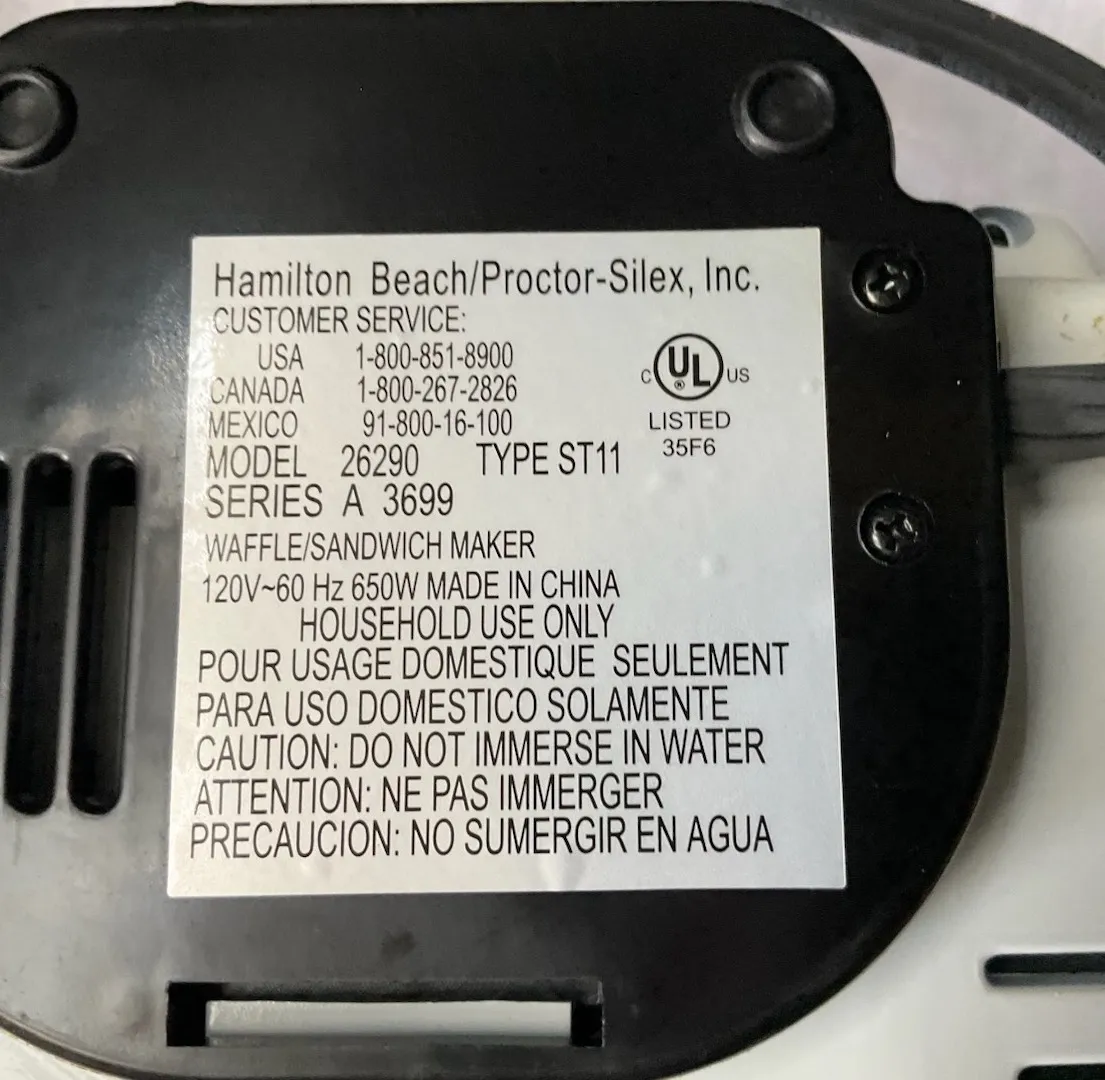 Hamilton Beach/Proctor-Silex, Inc.
CUSTOMER SERVICE:
USA 1-800-851-8900
CANADA 1-800-267-2826
MEXICO 91-800-16-100
C UL ® US
LISTED
35F6
MODEL 26290 TYPE ST11
SERIES A 3699
WAFFLE/SANDWICH MAKER
120V~60 Hz 650W MADE IN CHINA
HOUSEHOLD USE ONLY
POUR USAGE DOMESTIQUE SEULEMENT
PARA USO DOMESTICO SOLAMENTE
CAUTION: DO NOT IMMERSE IN WATER
ATTENTION: NE PAS IMMERGER
PRECAUCION: NO SUMERGIR EN AGUA